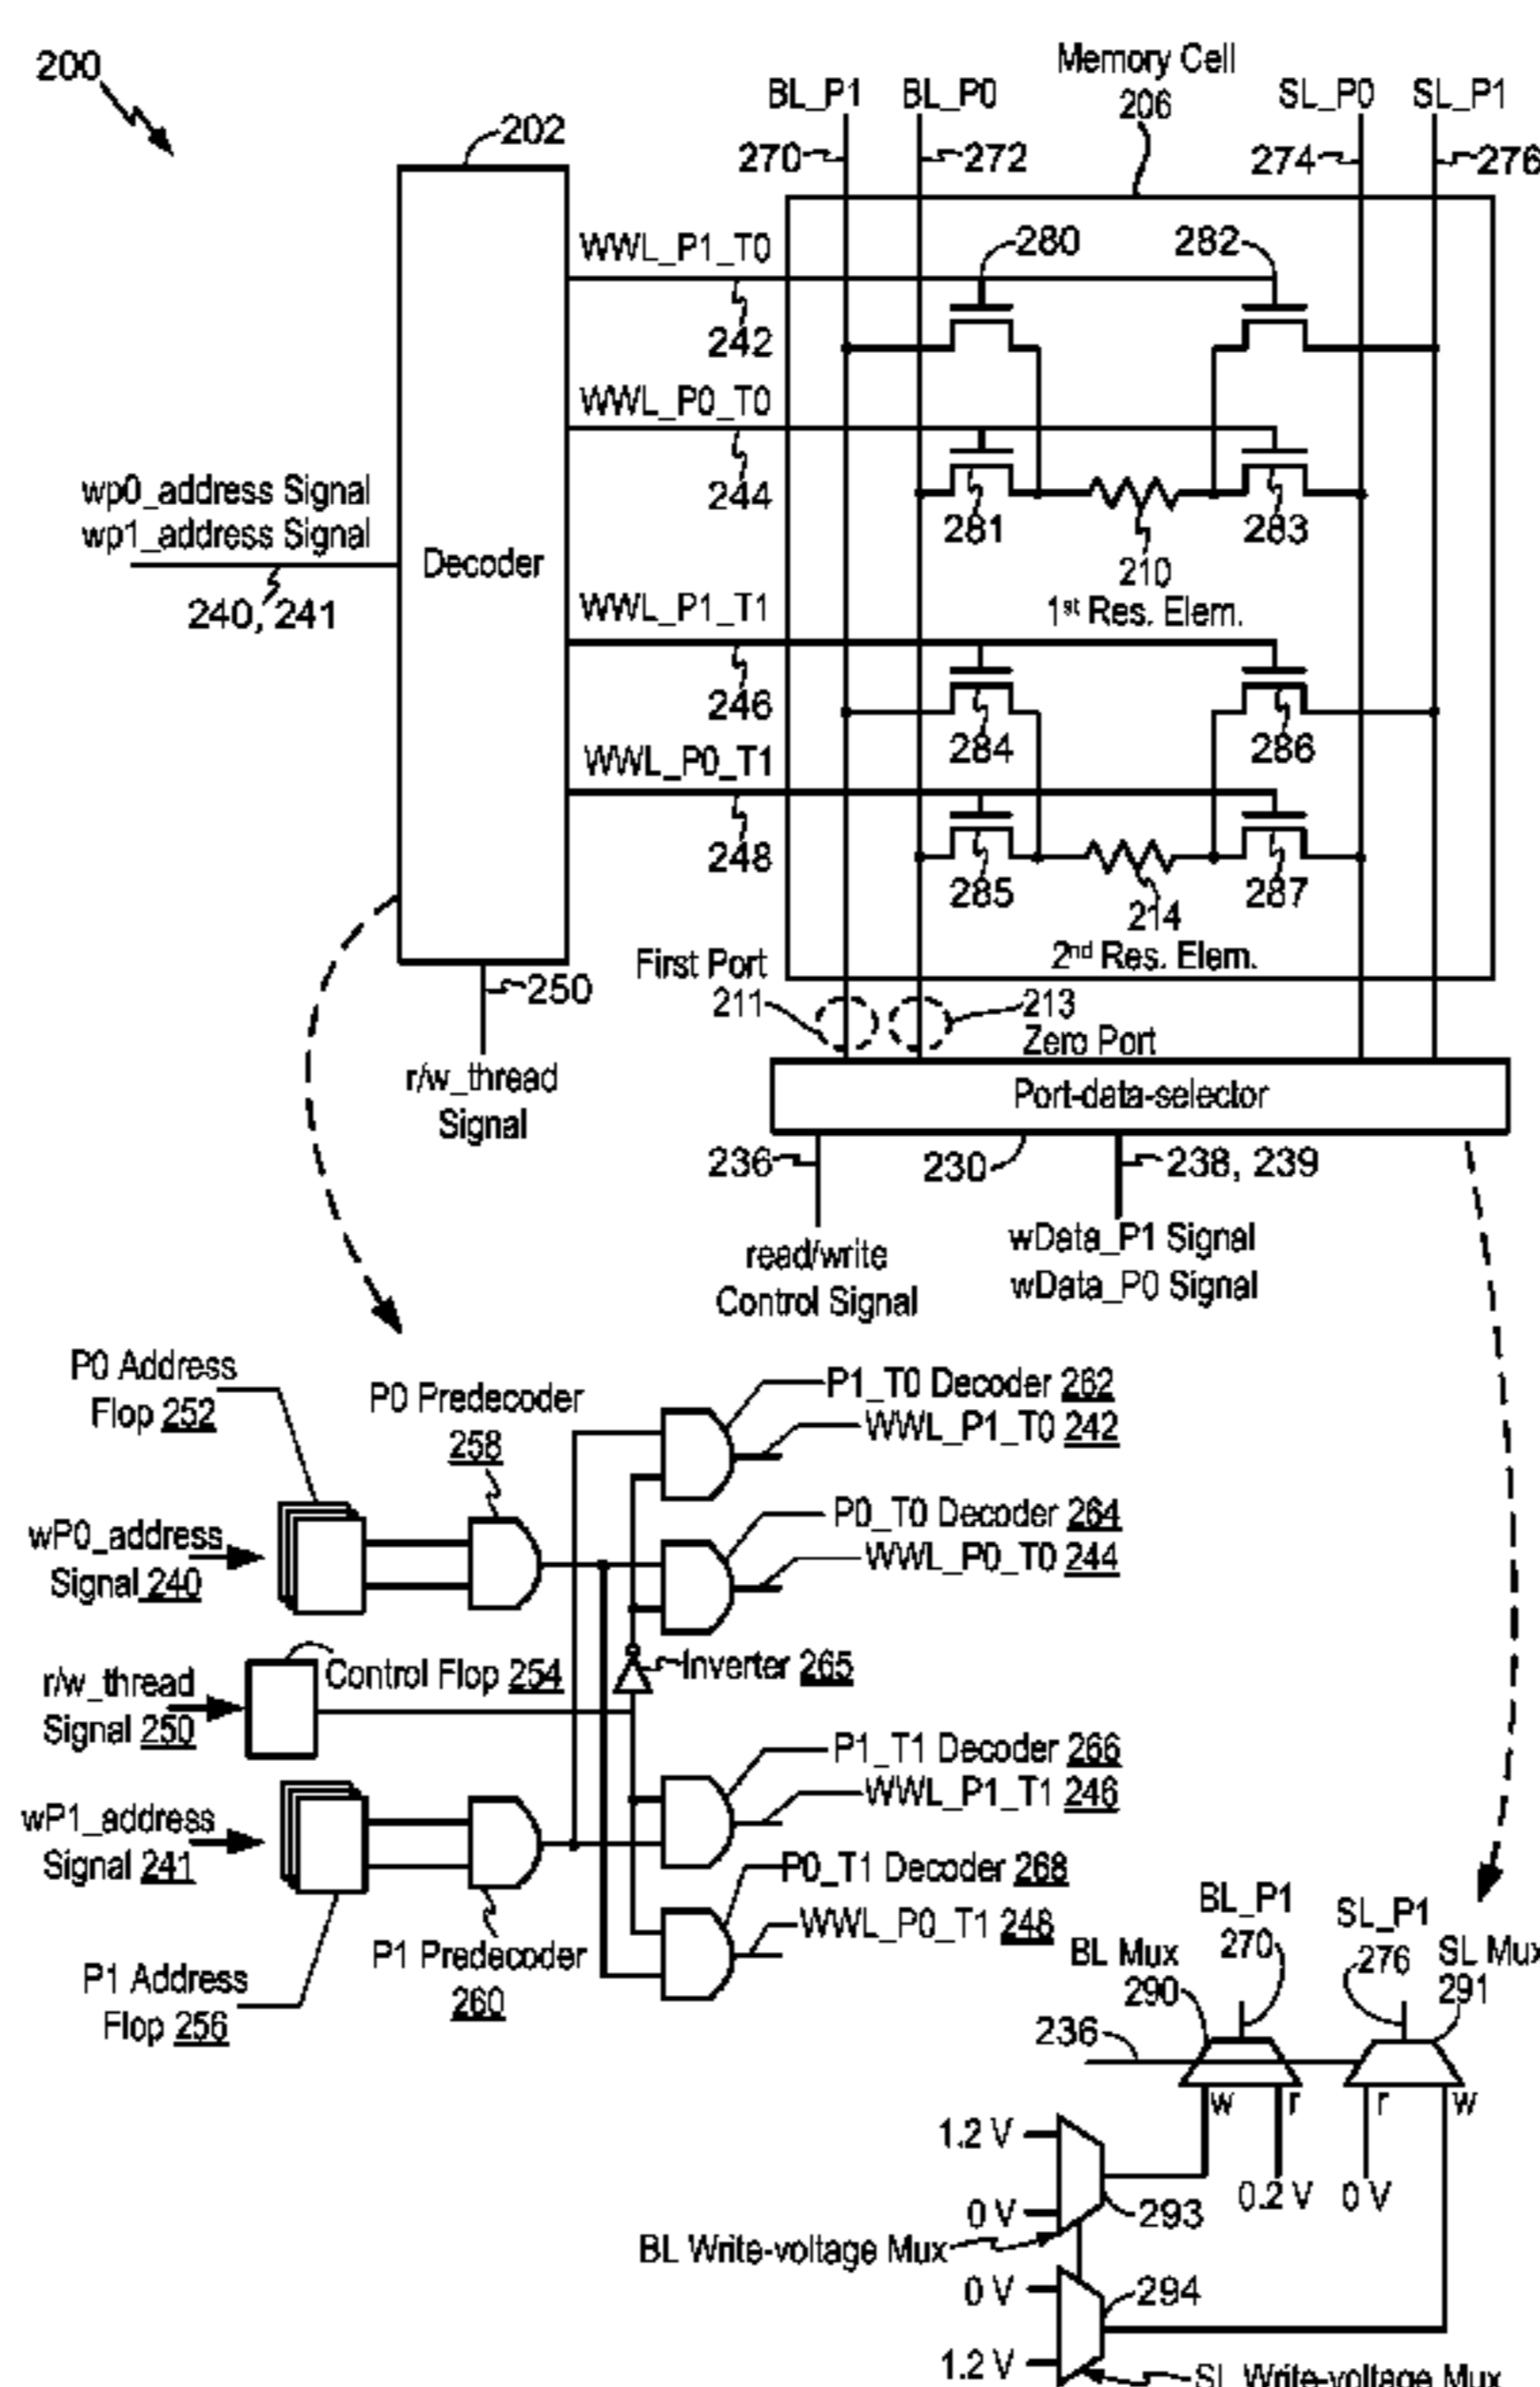 200
202
Memory Cell
206
BL_P1
BL_P0
SL_P0
SL_P1
270
272
274
276
WWL_P1_T0
242
280
282
WWL_P0_T0
244
281
283
210
1st Res. Elem.
wp0_address Signal
wp1_address Signal
240, 241
Decoder
WWL_P1_T1
246
284
286
WWL_P0_T1
248
285
287
214
2nd Res. Elem.
250
r/w_thread
Signal
First Port
211
213
Zero Port
Port-data-selector
236
230
238, 239
read/write
Control Signal
wData_P1 Signal
wData_P0 Signal
P0 Address
Flop 252
P0 Predecoder
258
P1_T0 Decoder 262
WWL_P1_T0 242
P0_T0 Decoder 264
WWL_P0_T0 244
wP0_address
Signal 240
Control Flop 254
Inverter 265
r/w_thread
Signal 250
P1_T1 Decoder 266
WWL_P1_T1 246
wP1_address
Signal 241
P0_T1 Decoder 268
WWL_P0_T1 248
P1 Predecoder
260
P1 Address
Flop 256
BL_P1
270
SL_P1
276
BL Mux
290
SL Mux
291
236
w
r
r
w
1.2 V
0 V
293
0.2 V
0 V
BL Write-voltage Mux
0 V
294
1.2 V
SL Write-voltage Mux